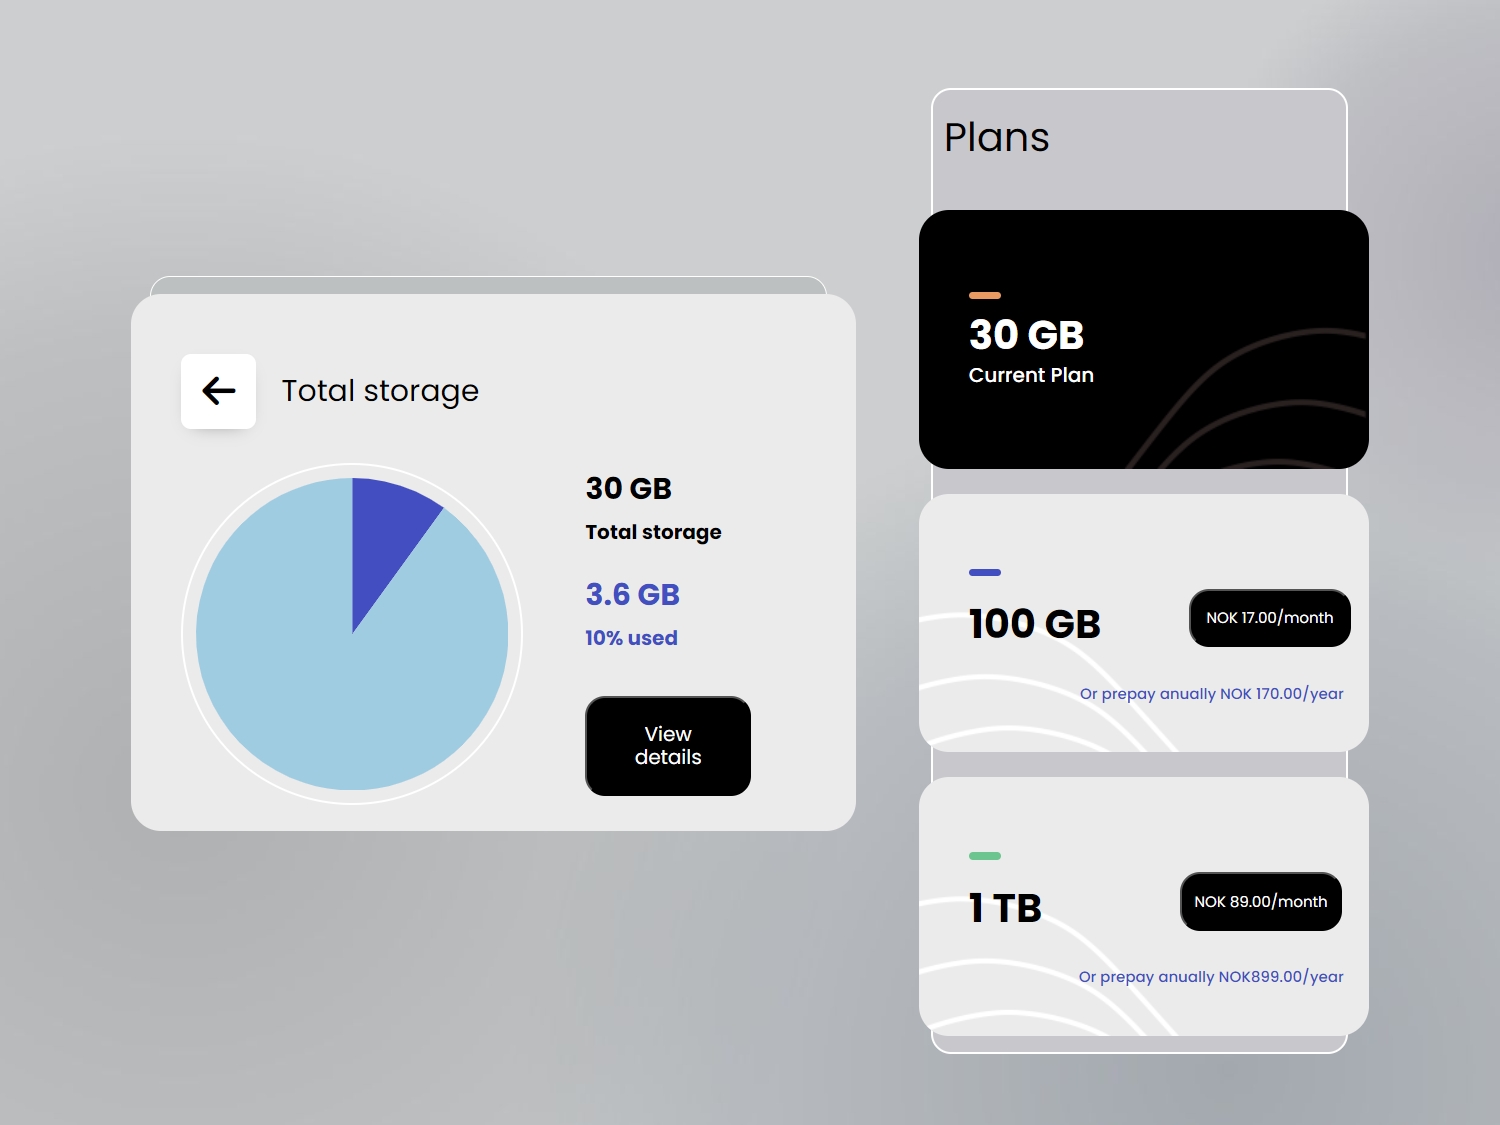 Total storage
30 GB
Total storage
3.6 GB
10% used
View
details
Plans
30 GB
Current Plan
100 GB
NOK 17.00/month
Or prepay anually NOK 170.00/year
1 TB
NOK 89.00/month
Or prepay anually NOK899.00/year